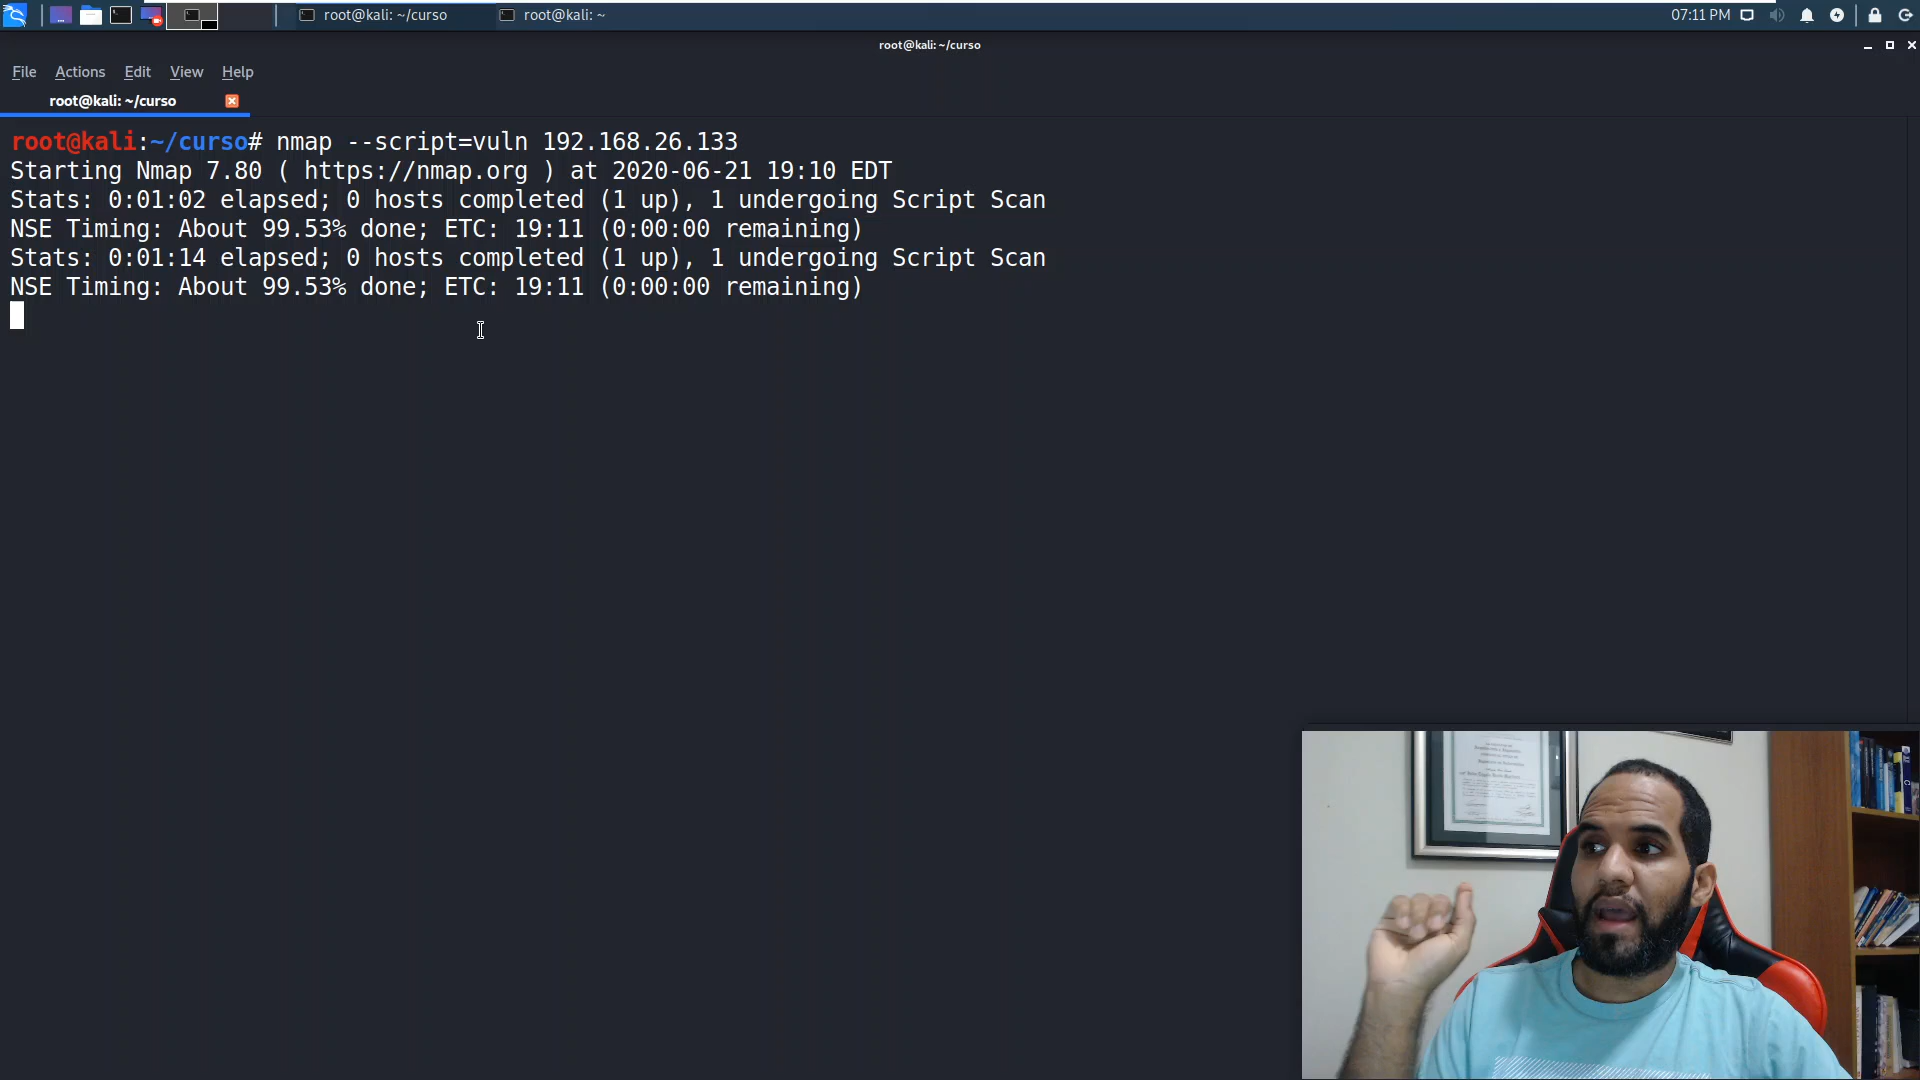 root@kali: ~/curso
root@kali: ~
07:11 PM
root@kali: ~/curso
File Actions Edit View Help
root@kali: ~/curso
root@kali:~/curso# nmap --script=vuln 192.168.26.133
Starting Nmap 7.80 ( https://nmap.org ) at 2020-06-21 19:10 EDT
Stats: 0:01:02 elapsed; 0 hosts completed (1 up), 1 undergoing Script Scan
NSE Timing: About 99.53% done; ETC: 19:11 (0:00:00 remaining)
Stats: 0:01:14 elapsed; 0 hosts completed (1 up), 1 undergoing Script Scan
NSE Timing: About 99.53% done; ETC: 19:11 (0:00:00 remaining)